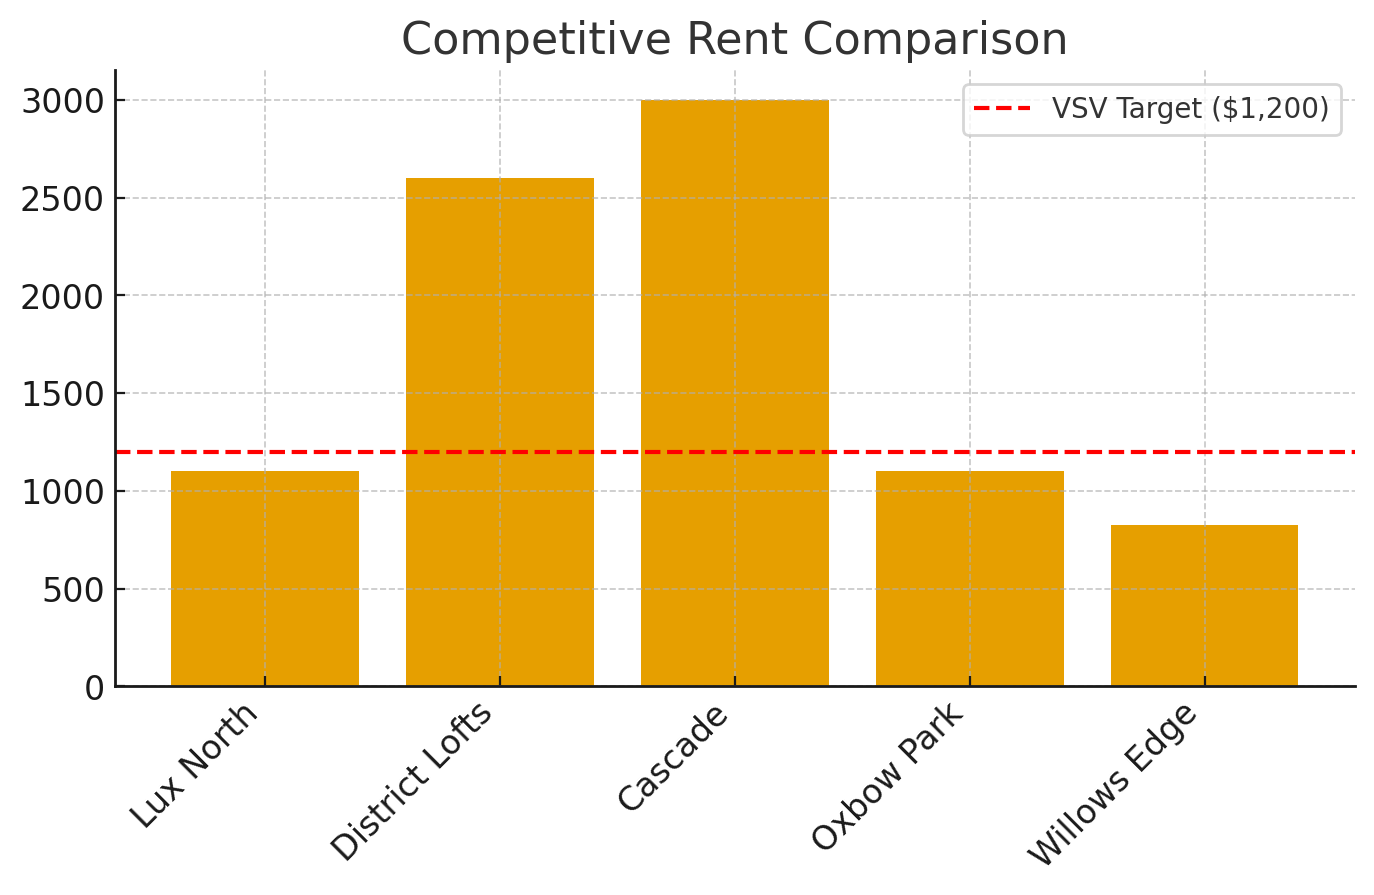 Competitive Rent Comparison
VSV Target ($1,200)
3000
2500
2000
1500
1000
500
0
Lux North
District Lofts
Cascade
Oxbow Park
Willows Edge